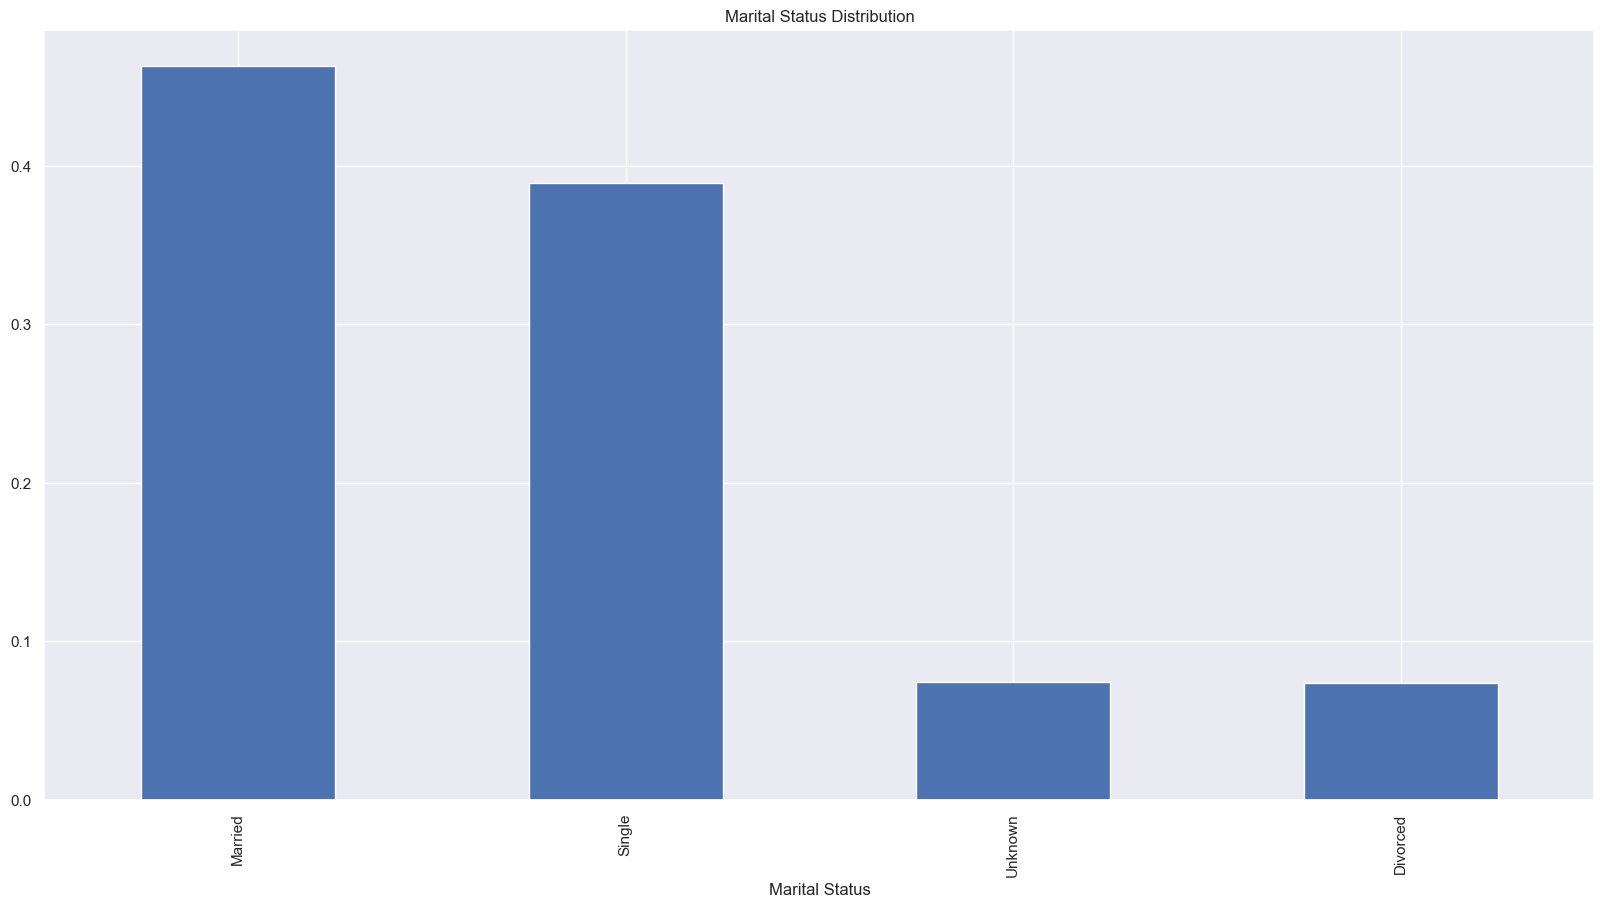 Marital Status Distribution
0.4
0.3
0.2
0.1
0.0
Married
Single
Unknown
Divorced
Marital Status